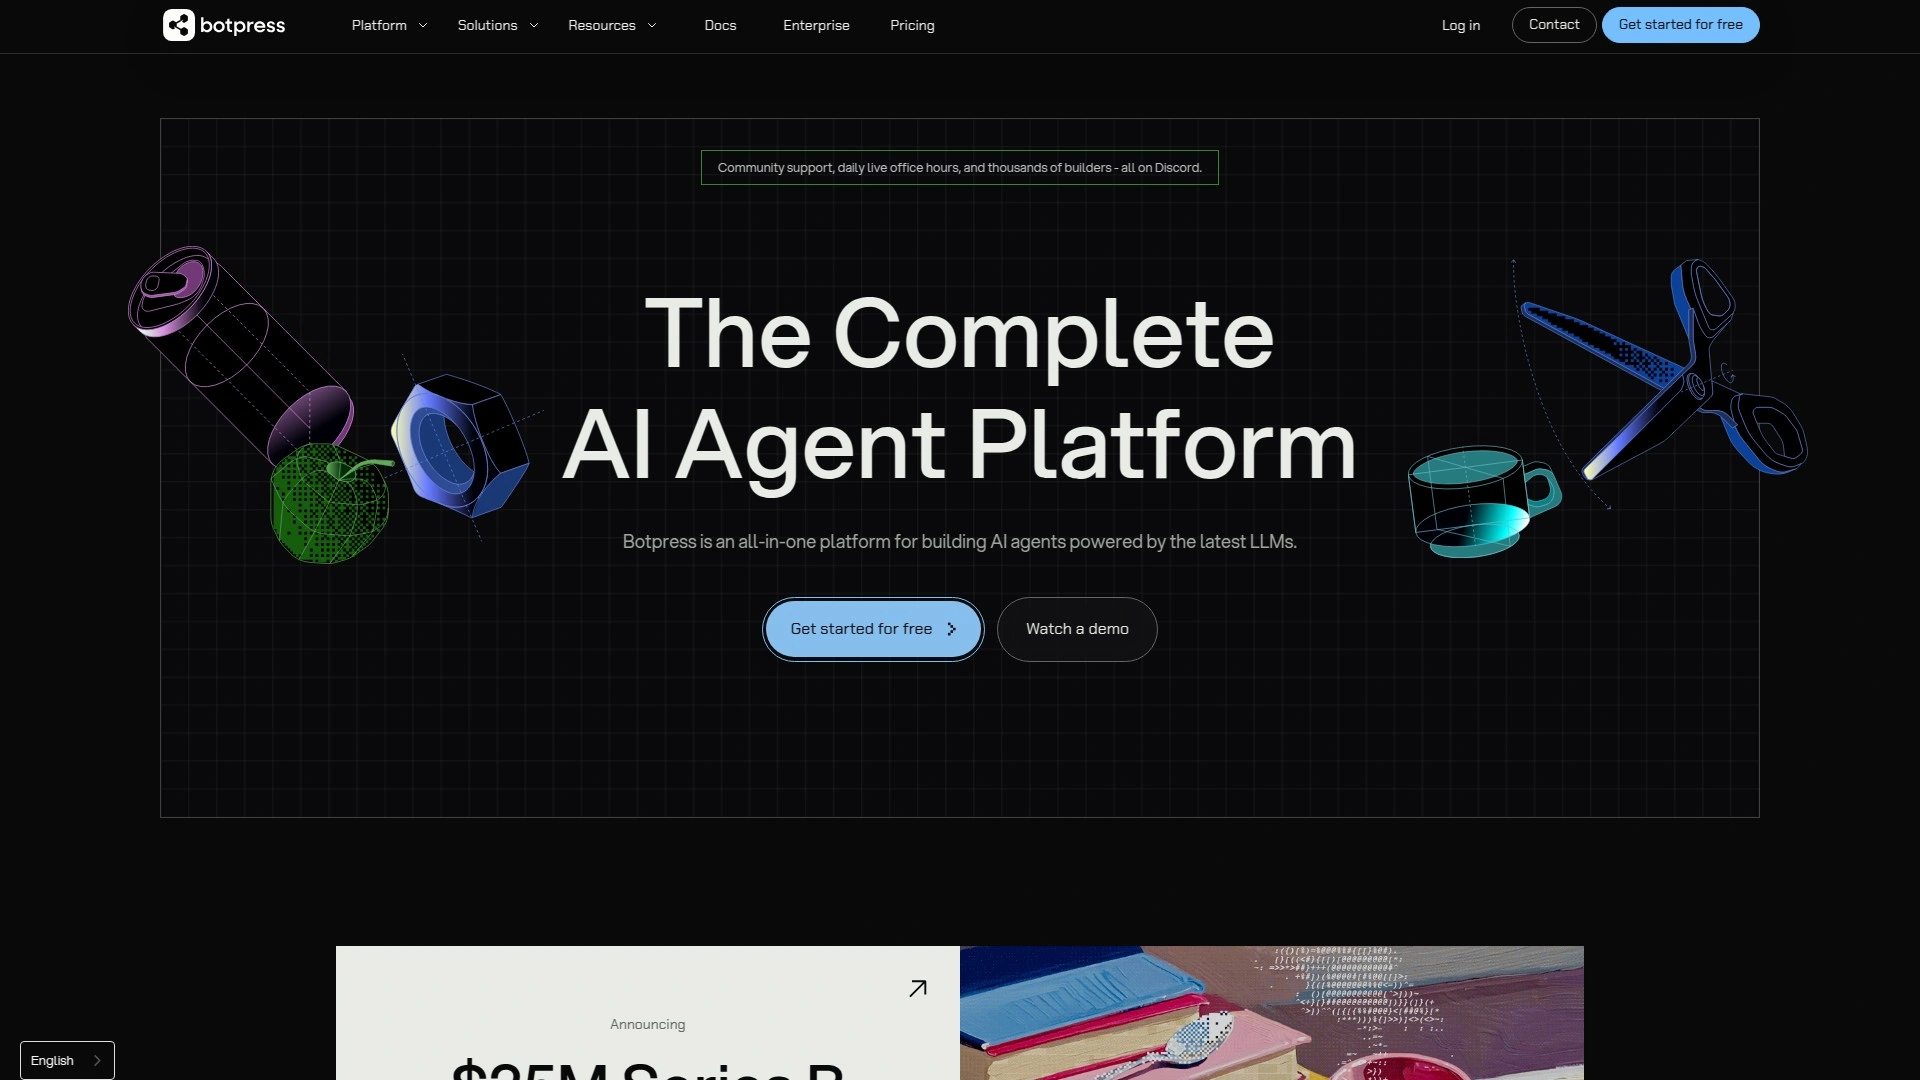 botpress
Platform
Solutions
Resources
Docs
Enterprise
Pricing
Log in
Contact
Get started for free
Community support, daily live office hours, and thousands of builders - all on Discord.
The Complete
AI Agent Platform
Botpress is an all-in-one platform for building AI agents powered by the latest LLMs.
Get started for free
Watch a demo
Announcing
$25M Series B
English